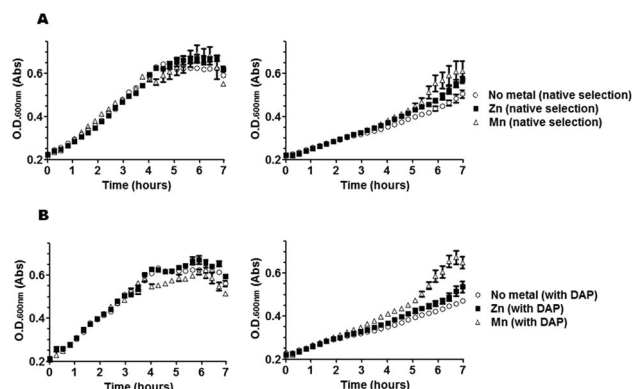 A
O.D.600nm (Abs)
0.6
0.4
0.2
0 1 2 3 4 5 6 7
Time (hours)
O.D.600nm (Abs)
0.6
0.4
0.2
0 1 2 3 4 5 6 7
Time (hours)
No metal (native selection)
Zn (native selection)
Mn (native selection)
B
O.D.600nm (Abs)
0.6
0.4
0.2
0 1 2 3 4 5 6 7
Time (hours)
O.D.600nm (Abs)
0.6
0.4
0.2
0 1 2 3 4 5 6 7
Time (hours)
No metal (with DAP)
Zn (with DAP)
Mn (with DAP)